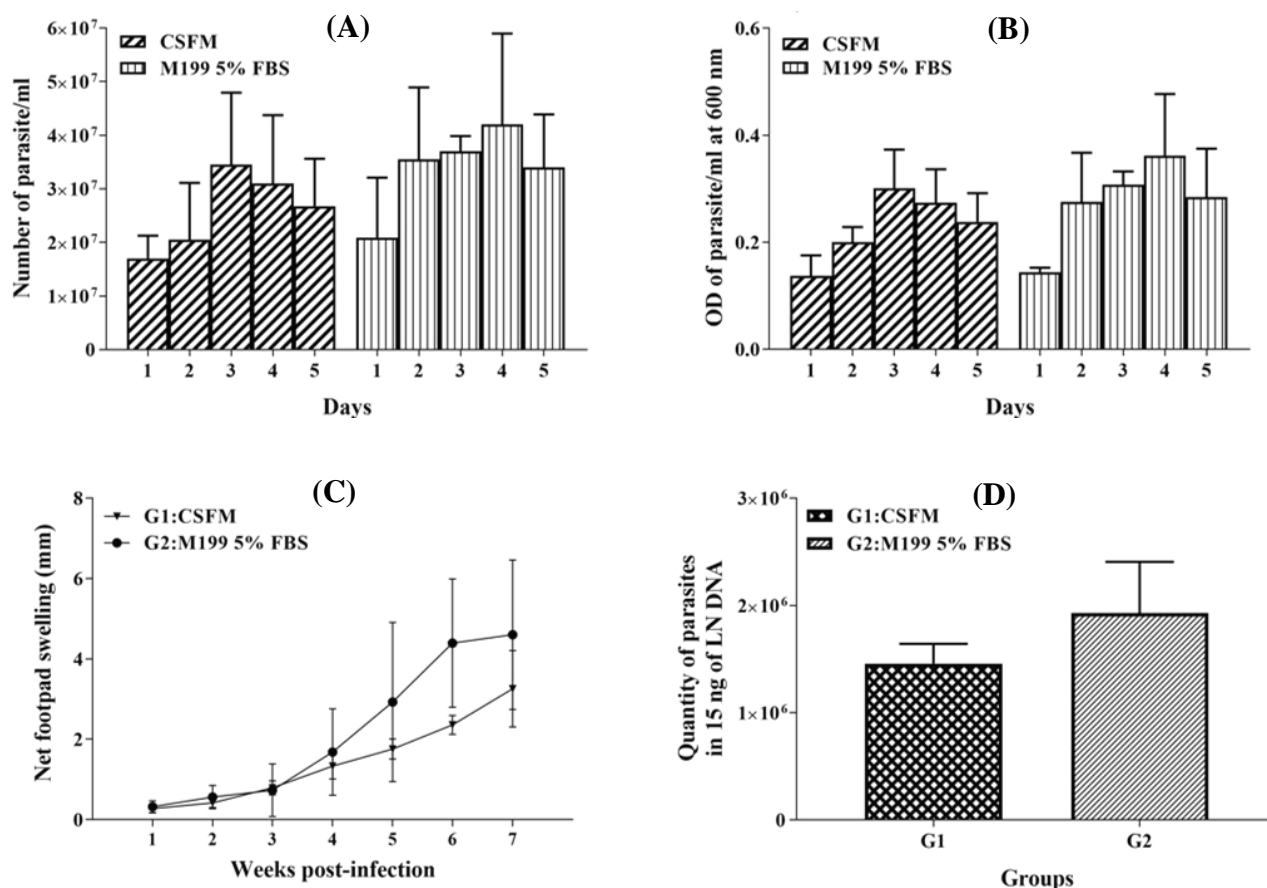 (A)
CSFM
M199 5% FBS
Number of parasite/ml
6×10⁷
5×10⁷
4×10⁷
3×10⁷
2×10⁷
1×10⁷
0
1 2 3 4 5 1 2 3 4 5
Days
(B)
CSFM
M199 5% FBS
OD of parasite/ml at 600 nm
0.6
0.4
0.2
0.0
1 2 3 4 5 1 2 3 4 5
Days
(C)
G1:CSFM
G2:M199 5% FBS
Net footpad swelling (mm)
8
6
4
2
0
1 2 3 4 5 6 7
Weeks post-infection
(D)
G1:CSFM
G2:M199 5% FBS
Quantity of parasites
in 15 ng of LN DNA
3×10⁶
2×10⁶
1×10⁶
0
G1 G2
Groups